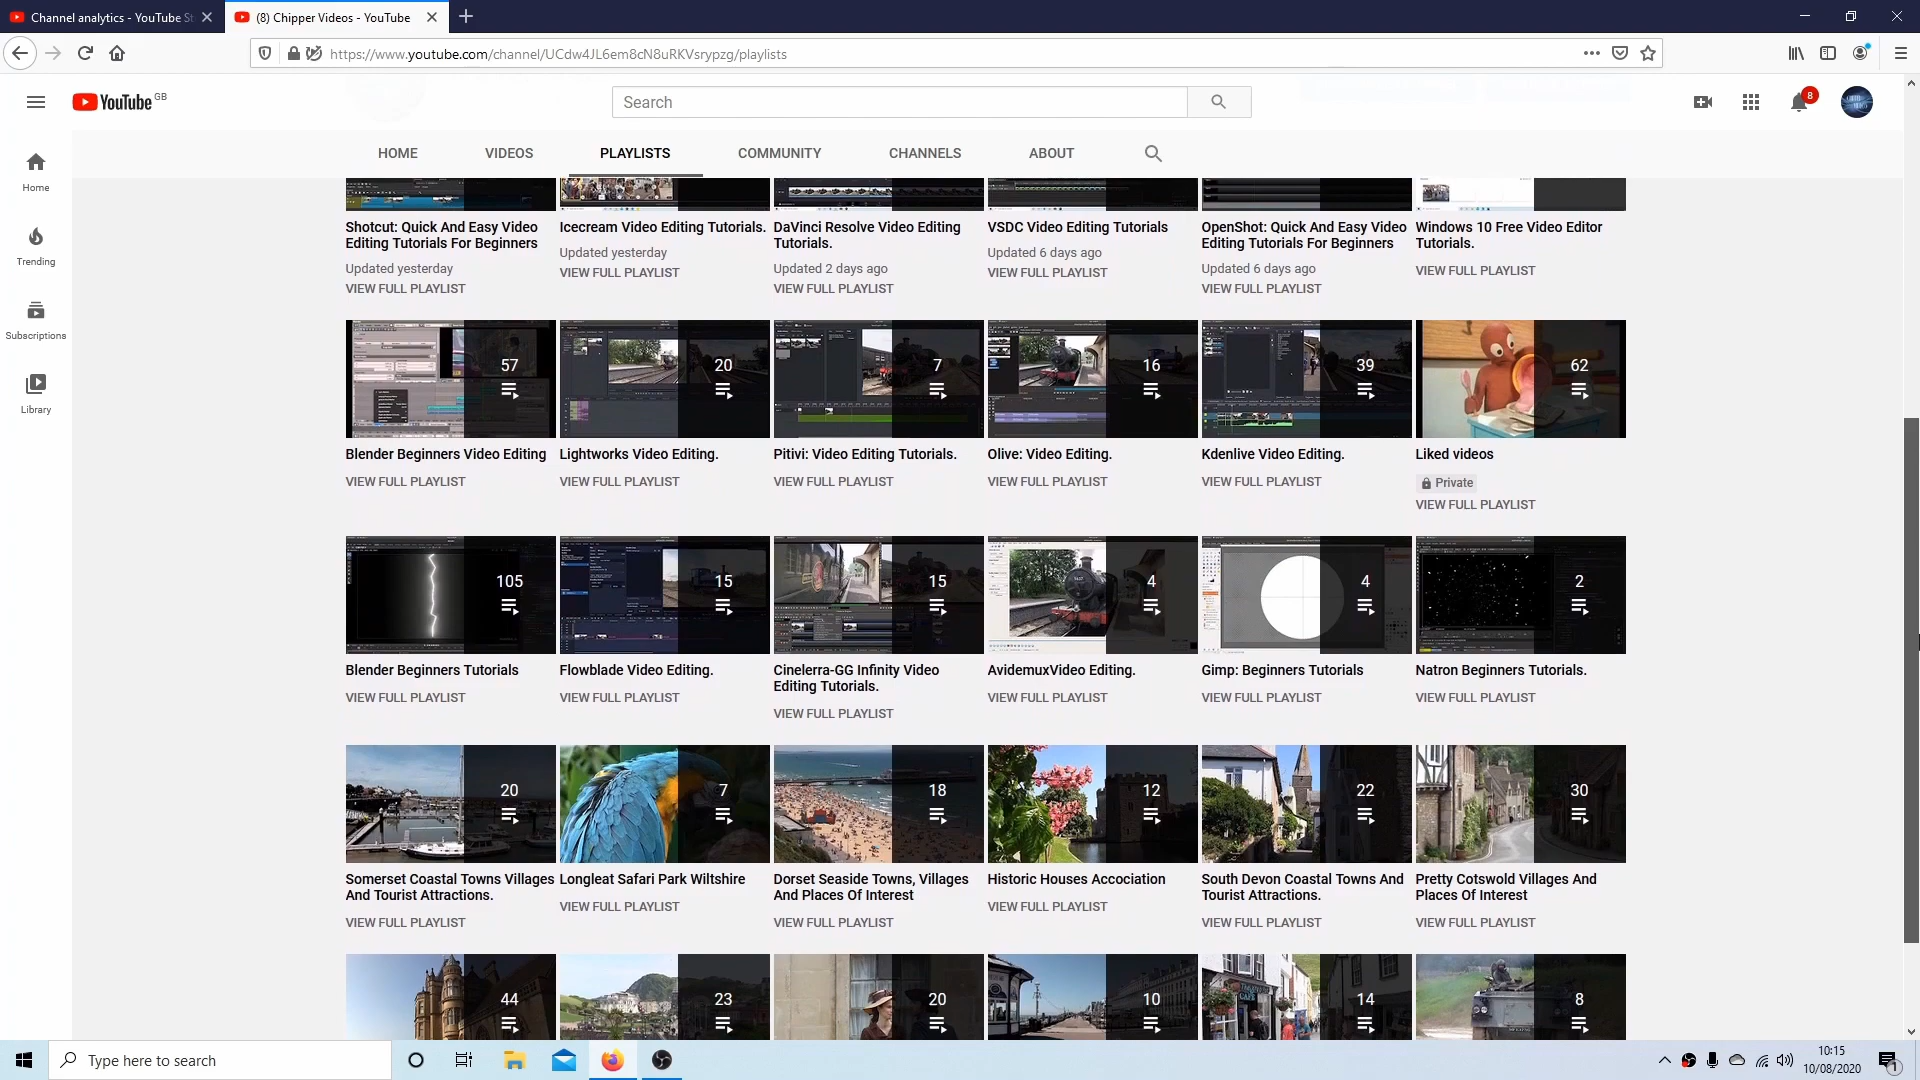 Channel analytics - YouTube St
(8) Chipper Videos - YouTube
https://www.youtube.com/channel/UCdw4JL6em8cN8uRKVsrypzg/playlists
YouTube GB
Search
8
HOME VIDEOS PLAYLISTS COMMUNITY CHANNELS ABOUT
Home
Trending
Subscriptions
Library
Shotcut: Quick And Easy Video
Editing Tutorials For Beginners
Updated yesterday
VIEW FULL PLAYLIST
Icecream Video Editing Tutorials.
Updated yesterday
VIEW FULL PLAYLIST
DaVinci Resolve Video Editing
Tutorials.
Updated 2 days ago
VIEW FULL PLAYLIST
VSDC Video Editing Tutorials
Updated 6 days ago
VIEW FULL PLAYLIST
OpenShot: Quick And Easy Video
Editing Tutorials For Beginners
Updated 6 days ago
VIEW FULL PLAYLIST
Windows 10 Free Video Editor
Tutorials.
VIEW FULL PLAYLIST
57
Blender Beginners Video Editing
VIEW FULL PLAYLIST
20
Lightworks Video Editing.
VIEW FULL PLAYLIST
7
Pitivi: Video Editing Tutorials.
VIEW FULL PLAYLIST
16
Olive: Video Editing.
VIEW FULL PLAYLIST
39
Kdenlive Video Editing.
VIEW FULL PLAYLIST
62
Liked videos
Private
VIEW FULL PLAYLIST
105
Blender Beginners Tutorials
VIEW FULL PLAYLIST
15
Flowblade Video Editing.
VIEW FULL PLAYLIST
15
Cinelerra-GG Infinity Video
Editing Tutorials.
VIEW FULL PLAYLIST
4
AvidemuxVideo Editing.
VIEW FULL PLAYLIST
4
Gimp: Beginners Tutorials
VIEW FULL PLAYLIST
2
Natron Beginners Tutorials.
VIEW FULL PLAYLIST
20
Somerset Coastal Towns Villages
And Tourist Attractions.
VIEW FULL PLAYLIST
7
Longleat Safari Park Wiltshire
VIEW FULL PLAYLIST
18
Dorset Seaside Towns, Villages
And Places Of Interest
VIEW FULL PLAYLIST
12
Historic Houses Accociation
VIEW FULL PLAYLIST
22
South Devon Coastal Towns And
Tourist Attractions.
VIEW FULL PLAYLIST
30
Pretty Cotswold Villages And
Places Of Interest
VIEW FULL PLAYLIST
44
23
20
10
14
8
Type here to search
10:15
10/08/2020
1